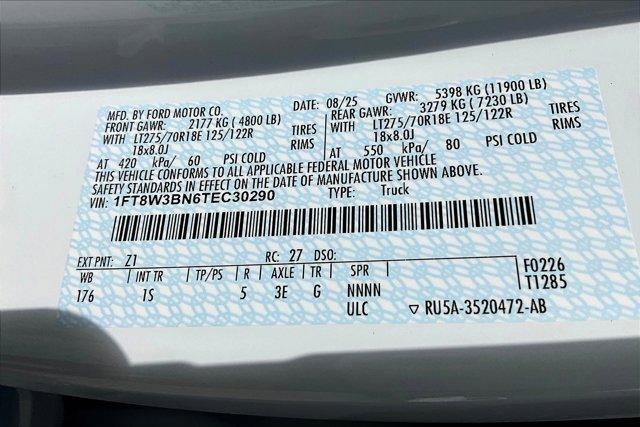 MFD. BY FORD MOTOR CO. DATE: 08/25 GVWR: 5398 KG (11900 LB)
FRONT GAWR: 2177 KG (4800 LB) REAR GAWR: 3279 KG (7230 LB)
WITH LT275/70R18E 125/122R TIRES WITH LT275/70R18E 125/122R TIRES
18x8.0J RIMS 18x8.0J RIMS
AT 420 kPa/ 60 PSI COLD AT 550 kPa/ 80 PSI COLD
THIS VEHICLE CONFORMS TO ALL APPLICABLE FEDERAL MOTOR VEHICLE
SAFETY STANDARDS IN EFFECT ON THE DATE OF MANUFACTURE SHOWN ABOVE.
VIN: 1FT8W3BN6TEC30290 TYPE: Truck
EXT PNT: Z1 RC: 27 DSO:
WB INT TR TP/PS R AXLE TR SPR F0226
176 1S 5 3E G NNNN T1285
ULC ▽ RU5A-3520472-AB